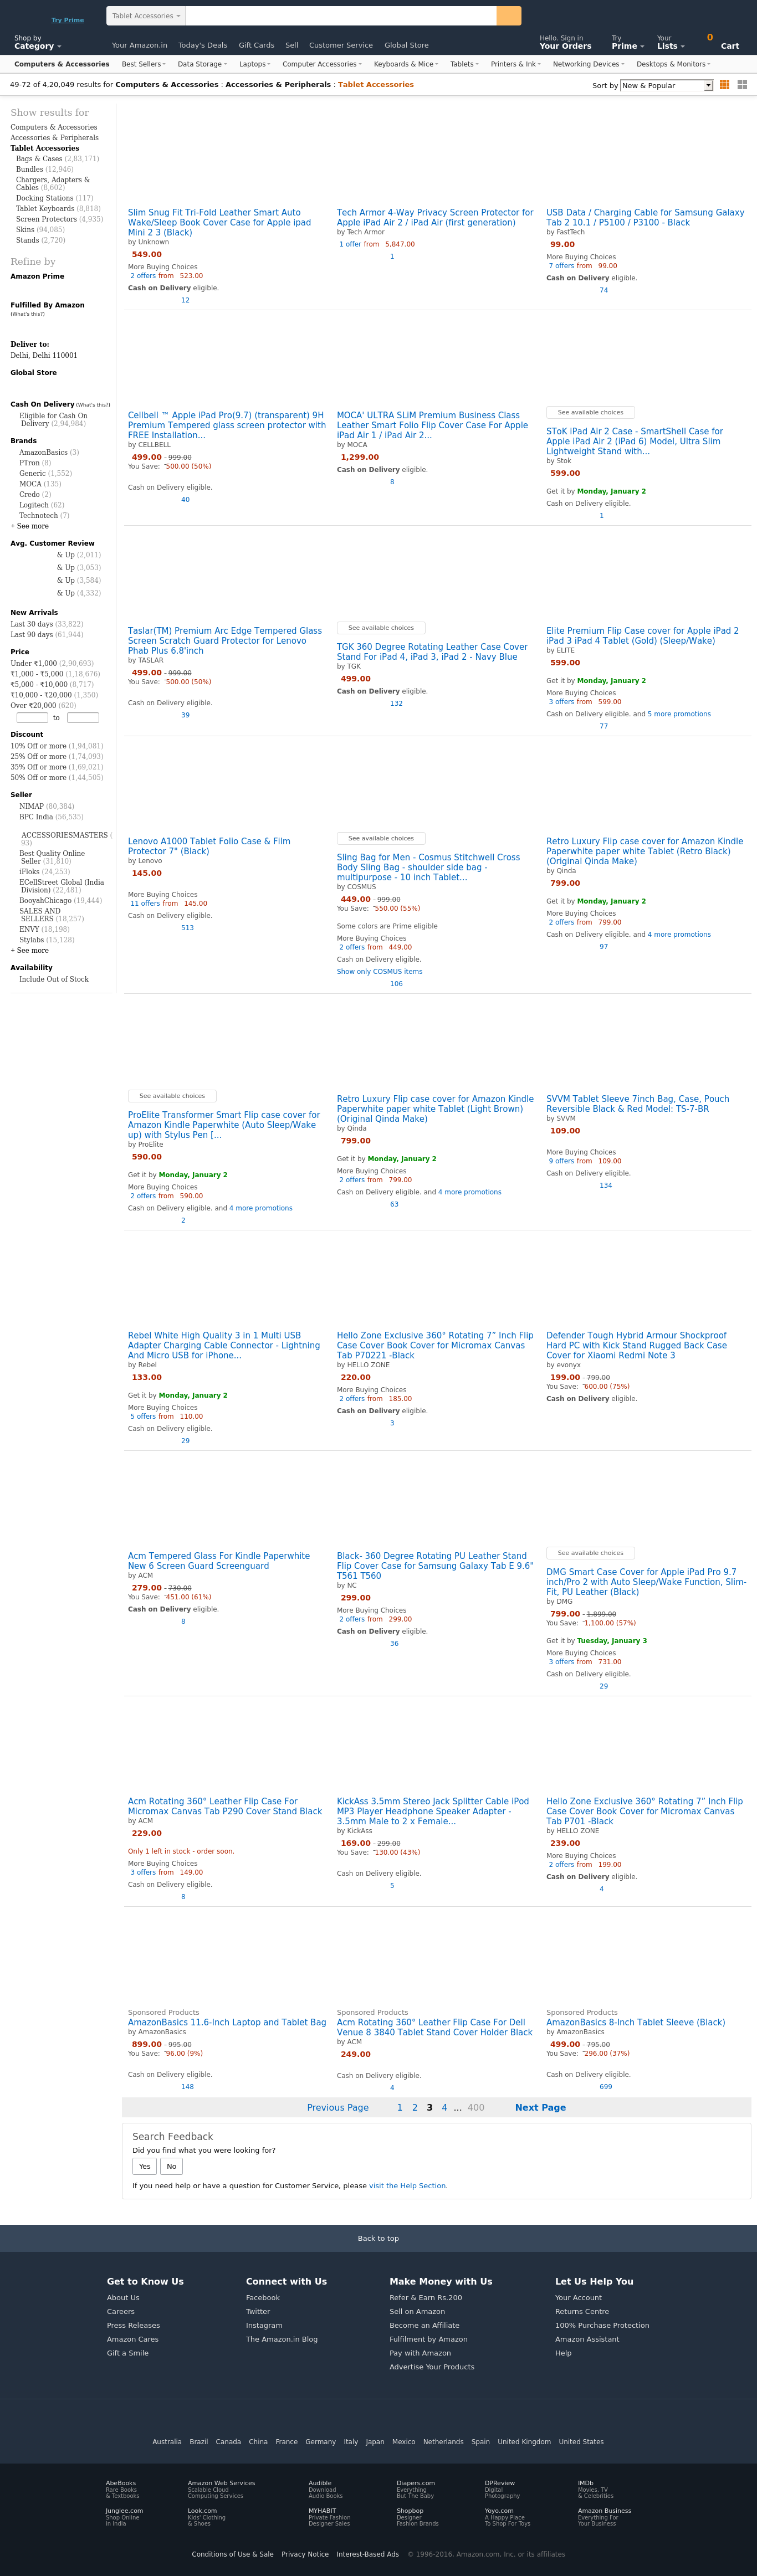 Try Prime
Tablet Accessories
Shop by
Category
Your Amazon.in Today's Deals Gift Cards Sell Customer Service Global Store
Hello. Sign in
Your Orders
Try
Prime
Your
Lists
0
Cart
Computers & Accessories Best Sellers Data Storage Laptops Computer Accessories Keyboards & Mice Tablets Printers & Ink Networking Devices Desktops & Monitors
49-72 of 4,20,049 results for Computers & Accessories : Accessories & Peripherals : Tablet Accessories
Sort by New & Popular
Show results for
Computers & Accessories
Accessories & Peripherals
Tablet Accessories
Bags & Cases (2,83,171)
Bundles (12,946)
Chargers, Adapters &
Cables (8,602)
Docking Stations (117)
Tablet Keyboards (8,818)
Screen Protectors (4,935)
Skins (94,085)
Stands (2,720)
Refine by
Amazon Prime
Fulfilled By Amazon
(What's this?)
Deliver to:
Delhi, Delhi 110001
Global Store
Cash On Delivery (What's this?)
Eligible for Cash On
Delivery (2,94,984)
Brands
AmazonBasics (3)
PTron (8)
Generic (1,552)
MOCA (135)
Credo (2)
Logitech (62)
Technotech (7)
+ See more
Avg. Customer Review
& Up (2,011)
& Up (3,053)
& Up (3,584)
& Up (4,332)
New Arrivals
Last 30 days (33,822)
Last 90 days (61,944)
Price
Under ₹1,000 (2,90,693)
₹1,000 - ₹5,000 (1,18,676)
₹5,000 - ₹10,000 (8,717)
₹10,000 - ₹20,000 (1,350)
Over ₹20,000 (620)
to
Discount
10% Off or more (1,94,081)
25% Off or more (1,74,093)
35% Off or more (1,69,021)
50% Off or more (1,44,505)
Seller
NIMAP (80,384)
BPC India (56,535)
ACCESSORIESMASTERS (
93)
Best Quality Online
Seller (31,810)
iFloks (24,253)
ECellStreet Global (India
Division) (22,481)
BooyahChicago (19,444)
SALES AND
SELLERS (18,257)
ENVY (18,198)
Stylabs (15,128)
+ See more
Availability
Include Out of Stock
Slim Snug Fit Tri-Fold Leather Smart Auto
Wake/Sleep Book Cover Case for Apple ipad
Mini 2 3 (Black)
by Unknown
549.00
More Buying Choices
2 offers from 523.00
Cash on Delivery eligible.
12
Tech Armor 4-Way Privacy Screen Protector for
Apple iPad Air 2 / iPad Air (first generation)
by Tech Armor
1 offer from 5,847.00
1
USB Data / Charging Cable for Samsung Galaxy
Tab 2 10.1 / P5100 / P3100 - Black
by FastTech
99.00
More Buying Choices
7 offers from 99.00
Cash on Delivery eligible.
74
Cellbell ™ Apple iPad Pro(9.7) (transparent) 9H
Premium Tempered glass screen protector with
FREE Installation...
by CELLBELL
499.00 - 999.00
You Save: 500.00 (50%)
Cash on Delivery eligible.
40
MOCA' ULTRA SLiM Premium Business Class
Leather Smart Folio Flip Cover Case For Apple
iPad Air 1 / iPad Air 2...
by MOCA
1,299.00
Cash on Delivery eligible.
8
See available choices
SToK iPad Air 2 Case - SmartShell Case for
Apple iPad Air 2 (iPad 6) Model, Ultra Slim
Lightweight Stand with...
by Stok
599.00
Get it by Monday, January 2
Cash on Delivery eligible.
1
Taslar(TM) Premium Arc Edge Tempered Glass
Screen Scratch Guard Protector for Lenovo
Phab Plus 6.8'inch
by TASLAR
499.00 - 999.00
You Save: 500.00 (50%)
Cash on Delivery eligible.
39
See available choices
TGK 360 Degree Rotating Leather Case Cover
Stand For iPad 4, iPad 3, iPad 2 - Navy Blue
by TGK
499.00
Cash on Delivery eligible.
132
Elite Premium Flip Case cover for Apple iPad 2
iPad 3 iPad 4 Tablet (Gold) (Sleep/Wake)
by ELITE
599.00
Get it by Monday, January 2
More Buying Choices
3 offers from 599.00
Cash on Delivery eligible. and 5 more promotions
77
Lenovo A1000 Tablet Folio Case & Film
Protector 7" (Black)
by Lenovo
145.00
More Buying Choices
11 offers from 145.00
Cash on Delivery eligible.
513
See available choices
Sling Bag for Men - Cosmus Stitchwell Cross
Body Sling Bag - shoulder side bag -
multipurpose - 10 inch Tablet...
by COSMUS
449.00 - 999.00
You Save: 550.00 (55%)
Some colors are Prime eligible
More Buying Choices
2 offers from 449.00
Cash on Delivery eligible.
Show only COSMUS items
106
Retro Luxury Flip case cover for Amazon Kindle
Paperwhite paper white Tablet (Retro Black)
(Original Qinda Make)
by Qinda
799.00
Get it by Monday, January 2
More Buying Choices
2 offers from 799.00
Cash on Delivery eligible. and 4 more promotions
97
See available choices
ProElite Transformer Smart Flip case cover for
Amazon Kindle Paperwhite (Auto Sleep/Wake
up) with Stylus Pen [...
by ProElite
590.00
Get it by Monday, January 2
More Buying Choices
2 offers from 590.00
Cash on Delivery eligible. and 4 more promotions
2
Retro Luxury Flip case cover for Amazon Kindle
Paperwhite paper white Tablet (Light Brown)
(Original Qinda Make)
by Qinda
799.00
Get it by Monday, January 2
More Buying Choices
2 offers from 799.00
Cash on Delivery eligible. and 4 more promotions
63
SVVM Tablet Sleeve 7inch Bag, Case, Pouch
Reversible Black & Red Model: TS-7-BR
by SVVM
109.00
More Buying Choices
9 offers from 109.00
Cash on Delivery eligible.
134
Rebel White High Quality 3 in 1 Multi USB
Adapter Charging Cable Connector - Lightning
And Micro USB for iPhone...
by Rebel
133.00
Get it by Monday, January 2
More Buying Choices
5 offers from 110.00
Cash on Delivery eligible.
29
Hello Zone Exclusive 360° Rotating 7” Inch Flip
Case Cover Book Cover for Micromax Canvas
Tab P70221 -Black
by HELLO ZONE
220.00
More Buying Choices
2 offers from 185.00
Cash on Delivery eligible.
3
Defender Tough Hybrid Armour Shockproof
Hard PC with Kick Stand Rugged Back Case
Cover for Xiaomi Redmi Note 3
by evonyx
199.00 - 799.00
You Save: 600.00 (75%)
Cash on Delivery eligible.
Acm Tempered Glass For Kindle Paperwhite
New 6 Screen Guard Screenguard
by ACM
279.00 - 730.00
You Save: 451.00 (61%)
Cash on Delivery eligible.
8
Black- 360 Degree Rotating PU Leather Stand
Flip Cover Case for Samsung Galaxy Tab E 9.6"
T561 T560
by NC
299.00
More Buying Choices
2 offers from 299.00
Cash on Delivery eligible.
36
See available choices
DMG Smart Case Cover for Apple iPad Pro 9.7
inch/Pro 2 with Auto Sleep/Wake Function, Slim-
Fit, PU Leather (Black)
by DMG
799.00 - 1,899.00
You Save: 1,100.00 (57%)
Get it by Tuesday, January 3
More Buying Choices
3 offers from 731.00
Cash on Delivery eligible.
29
Acm Rotating 360° Leather Flip Case For
Micromax Canvas Tab P290 Cover Stand Black
by ACM
229.00
Only 1 left in stock - order soon.
More Buying Choices
3 offers from 149.00
Cash on Delivery eligible.
8
KickAss 3.5mm Stereo Jack Splitter Cable iPod
MP3 Player Headphone Speaker Adapter -
3.5mm Male to 2 x Female...
by KickAss
169.00 - 299.00
You Save: 130.00 (43%)
Cash on Delivery eligible.
5
Hello Zone Exclusive 360° Rotating 7” Inch Flip
Case Cover Book Cover for Micromax Canvas
Tab P701 -Black
by HELLO ZONE
239.00
More Buying Choices
2 offers from 199.00
Cash on Delivery eligible.
4
Sponsored Products
AmazonBasics 11.6-Inch Laptop and Tablet Bag
by AmazonBasics
899.00 - 995.00
You Save: 96.00 (9%)
Cash on Delivery eligible.
148
Sponsored Products
Acm Rotating 360° Leather Flip Case For Dell
Venue 8 3840 Tablet Stand Cover Holder Black
by ACM
249.00
Cash on Delivery eligible.
4
Sponsored Products
AmazonBasics 8-Inch Tablet Sleeve (Black)
by AmazonBasics
499.00 - 795.00
You Save: 296.00 (37%)
Cash on Delivery eligible.
699
Previous Page 1 2 3 4 ... 400 Next Page
Search Feedback
Did you find what you were looking for?
Yes No
If you need help or have a question for Customer Service, please visit the Help Section.
Back to top
Get to Know Us
About Us
Careers
Press Releases
Amazon Cares
Gift a Smile
Connect with Us
Facebook
Twitter
Instagram
The Amazon.in Blog
Make Money with Us
Refer & Earn Rs.200
Sell on Amazon
Become an Affiliate
Fulfilment by Amazon
Pay with Amazon
Advertise Your Products
Let Us Help You
Your Account
Returns Centre
100% Purchase Protection
Amazon Assistant
Help
Australia Brazil Canada China France Germany Italy Japan Mexico Netherlands Spain United Kingdom United States
AbeBooks
Rare Books
& Textbooks
Amazon Web Services
Scalable Cloud
Computing Services
Audible
Download
Audio Books
Diapers.com
Everything
But The Baby
DPReview
Digital
Photography
IMDb
Movies, TV
& Celebrities
Junglee.com
Shop Online
in India
Look.com
Kids' Clothing
& Shoes
MYHABIT
Private Fashion
Designer Sales
Shopbop
Designer
Fashion Brands
Yoyo.com
A Happy Place
To Shop For Toys
Amazon Business
Everything For
Your Business
Conditions of Use & Sale Privacy Notice Interest-Based Ads © 1996-2016, Amazon.com, Inc. or its affiliates